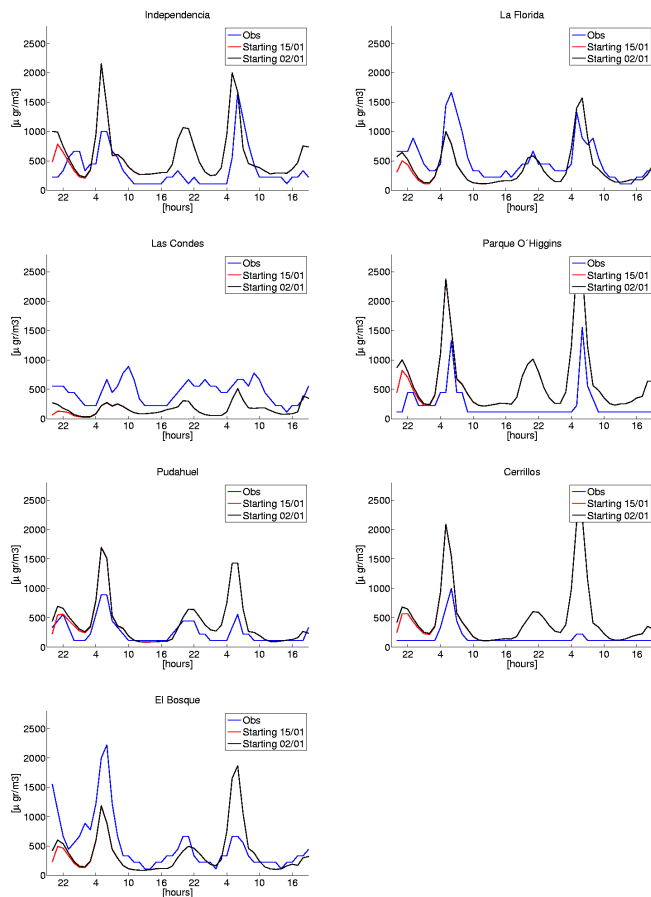 Independencia
2500
2000
1500
1000
500
0
[μ gr/m3]
Obs
Starting 15/01
Starting 02/01
22
4
10
16
22
4
10
16
[hours]
La Florida
2500
2000
1500
1000
500
0
[μ gr/m3]
Obs
Starting 15/01
Starting 02/01
22
4
10
16
22
4
10
16
[hours]
Las Condes
2500
2000
1500
1000
500
0
[μ gr/m3]
Obs
Starting 15/01
Starting 02/01
22
4
10
16
22
4
10
16
[hours]
Parque O´Higgins
2500
2000
1500
1000
500
0
[μ gr/m3]
Obs
Starting 15/01
Starting 02/01
22
4
10
16
22
4
10
16
[hours]
Pudahuel
2500
2000
1500
1000
500
0
[μ gr/m3]
Obs
Starting 15/01
Starting 02/01
22
4
10
16
22
4
10
16
[hours]
Cerrillos
2500
2000
1500
1000
500
0
[μ gr/m3]
Obs
Starting 15/01
Starting 02/01
22
4
10
16
22
4
10
16
[hours]
El Bosque
2500
2000
1500
1000
500
0
[μ gr/m3]
Obs
Starting 15/01
Starting 02/01
22
4
10
16
22
4
10
16
[hours]